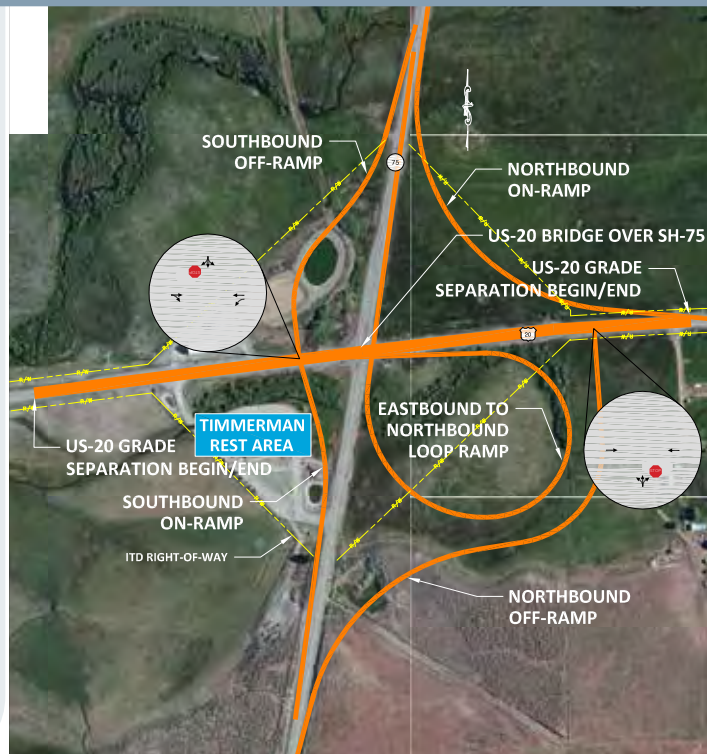 SOUTHBOUND
OFF-RAMP
75
NORTHBOUND
ON-RAMP
US-20 BRIDGE OVER SH-75
US-20 GRADE
SEPARATION BEGIN/END
20
STOP
R/W
R/W
R/W
R/W
R/W
R/W
R/W
R/W
R/W
R/W
R/W
TIMMERMAN
REST AREA
US-20 GRADE
SEPARATION BEGIN/END
EASTBOUND TO
NORTHBOUND
LOOP RAMP
STOP
SOUTHBOUND
ON-RAMP
ITD RIGHT-OF-WAY
NORTHBOUND
OFF-RAMP